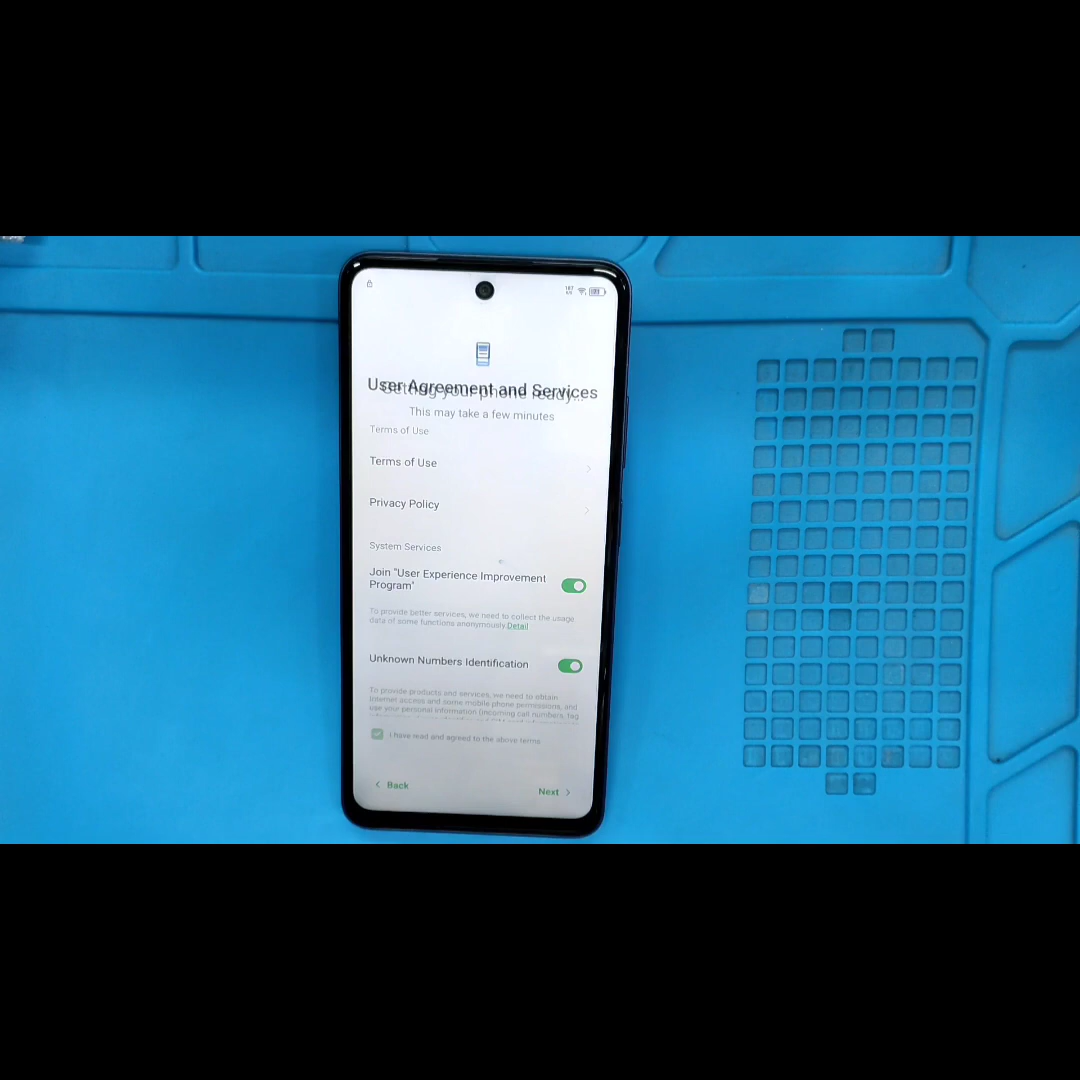 User Agreement and Services
Getting your phone ready...
This may take a few minutes
Terms of Use
Terms of Use
Privacy Policy
System Services
Join "User Experience Improvement
Program"
To provide better services, we need to collect the usage
data of some functions anonymously.Detail
Unknown Numbers Identification
To provide products and services, we need to obtain
Internet access and some mobile phone permissions, and
use your personal information (incoming call numbers, tag
I have read and agreed to the above terms
Back
Next